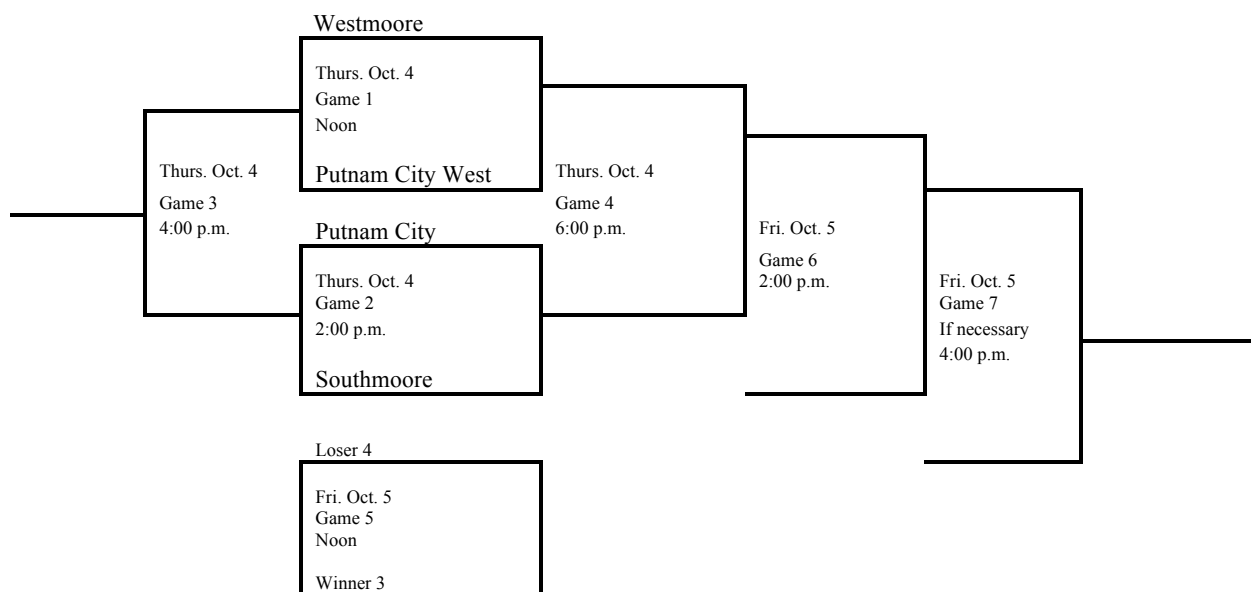 Westmoore
Thurs. Oct. 4
Game 1
Noon
Putnam City West
Thurs. Oct. 4
Game 3
4:00 p.m.
Thurs. Oct. 4
Game 4
6:00 p.m.
Putnam City
Thurs. Oct. 4
Game 2
2:00 p.m.
Southmoore
Fri. Oct. 5
Game 6
2:00 p.m.
Fri. Oct. 5
Game 7
If necessary
4:00 p.m.
Loser 4
Fri. Oct. 5
Game 5
Noon
Winner 3